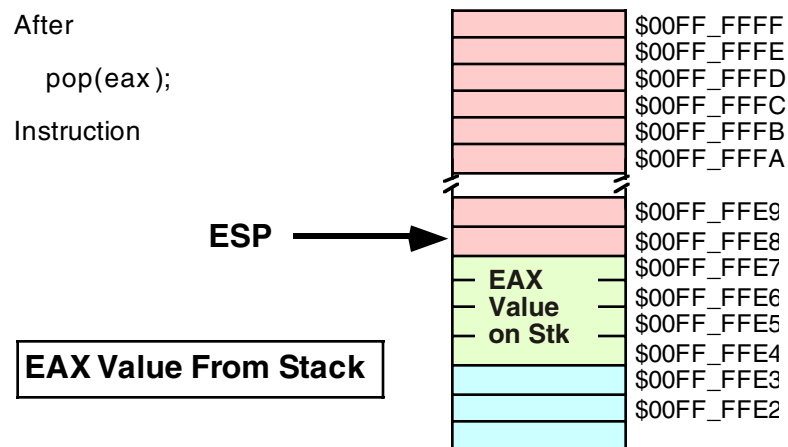 After
pop(eax);
Instruction
$00FF_FFFF
$00FF_FFFE
$00FF_FFFD
$00FF_FFFC
$00FF_FFFB
$00FF_FFFA
$00FF_FFE9
ESP
$00FF_FFE8
$00FF_FFE7
EAX
Value
on Stk
$00FF_FFE6
$00FF_FFE5
$00FF_FFE4
EAX Value From Stack
$00FF_FFE3
$00FF_FFE2